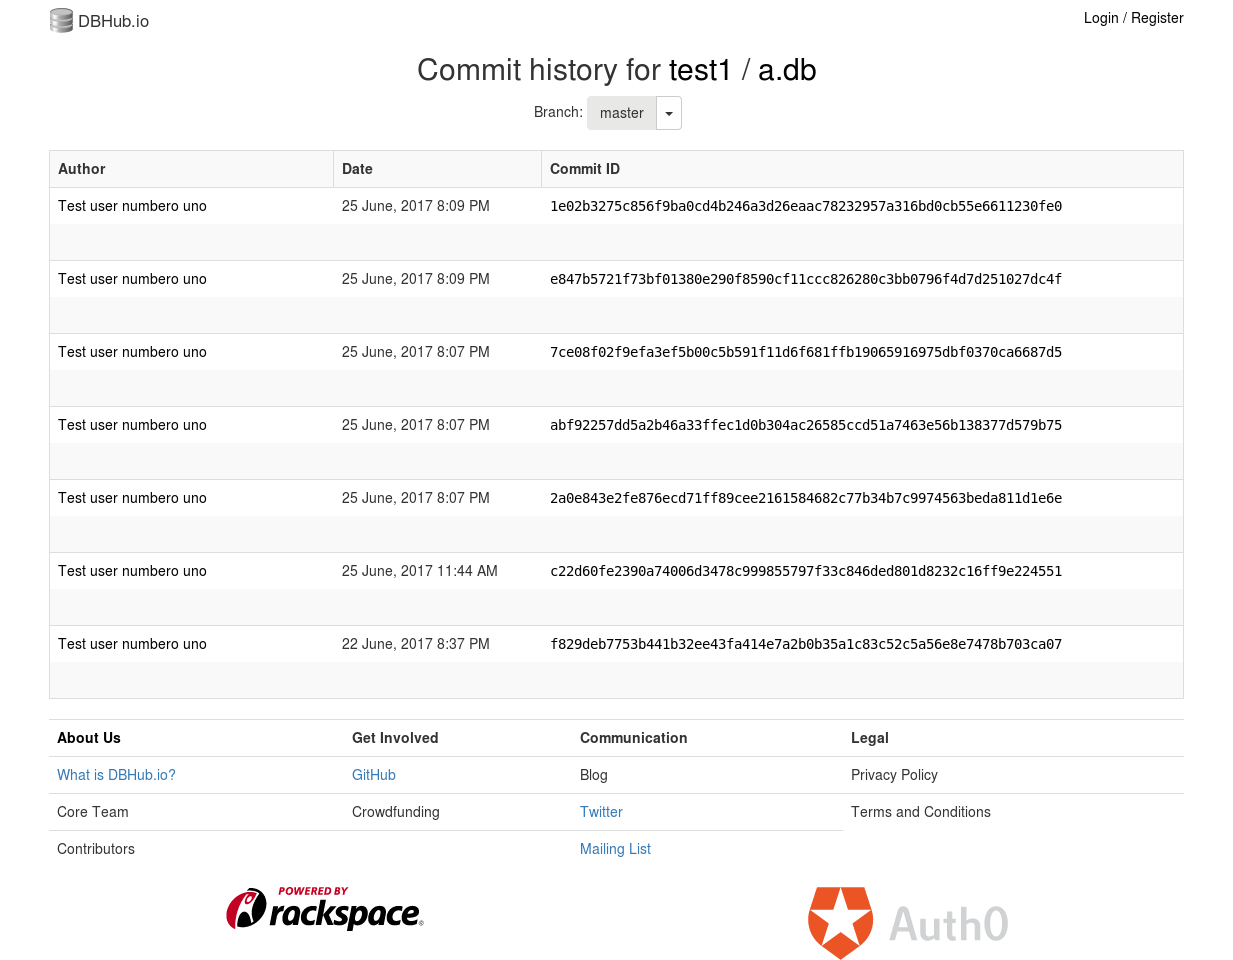 DBHub.io
Login / Register
Commit history for test1 / a.db
Branch: master
Author Date Commit ID
Test user numbero uno 25 June, 2017 8:09 PM 1e02b3275c856f9ba0cd4b246a3d26eaac78232957a316bd0cb55e6611230fe0
Test user numbero uno 25 June, 2017 8:09 PM e847b5721f73bf01380e290f8590cf11ccc826280c3bb0796f4d7d251027dc4f
Test user numbero uno 25 June, 2017 8:07 PM 7ce08f02f9efa3ef5b00c5b591f11d6f681ffb19065916975dbf0370ca6687d5
Test user numbero uno 25 June, 2017 8:07 PM abf92257dd5a2b46a33ffec1d0b304ac26585ccd51a7463e56b138377d579b75
Test user numbero uno 25 June, 2017 8:07 PM 2a0e843e2fe876ecd71ff89cee2161584682c77b34b7c9974563beda811d1e6e
Test user numbero uno 25 June, 2017 11:44 AM c22d60fe2390a74006d3478c999855797f33c846ded801d8232c16ff9e224551
Test user numbero uno 22 June, 2017 8:37 PM f829deb7753b441b32ee43fa414e7a2b0b35a1c83c52c5a56e8e7478b703ca07
About Us Get Involved Communication Legal
What is DBHub.io? GitHub Blog Privacy Policy
Core Team Crowdfunding Twitter Terms and Conditions
Contributors Mailing List
POWERED BY
rackspace®
Auth0